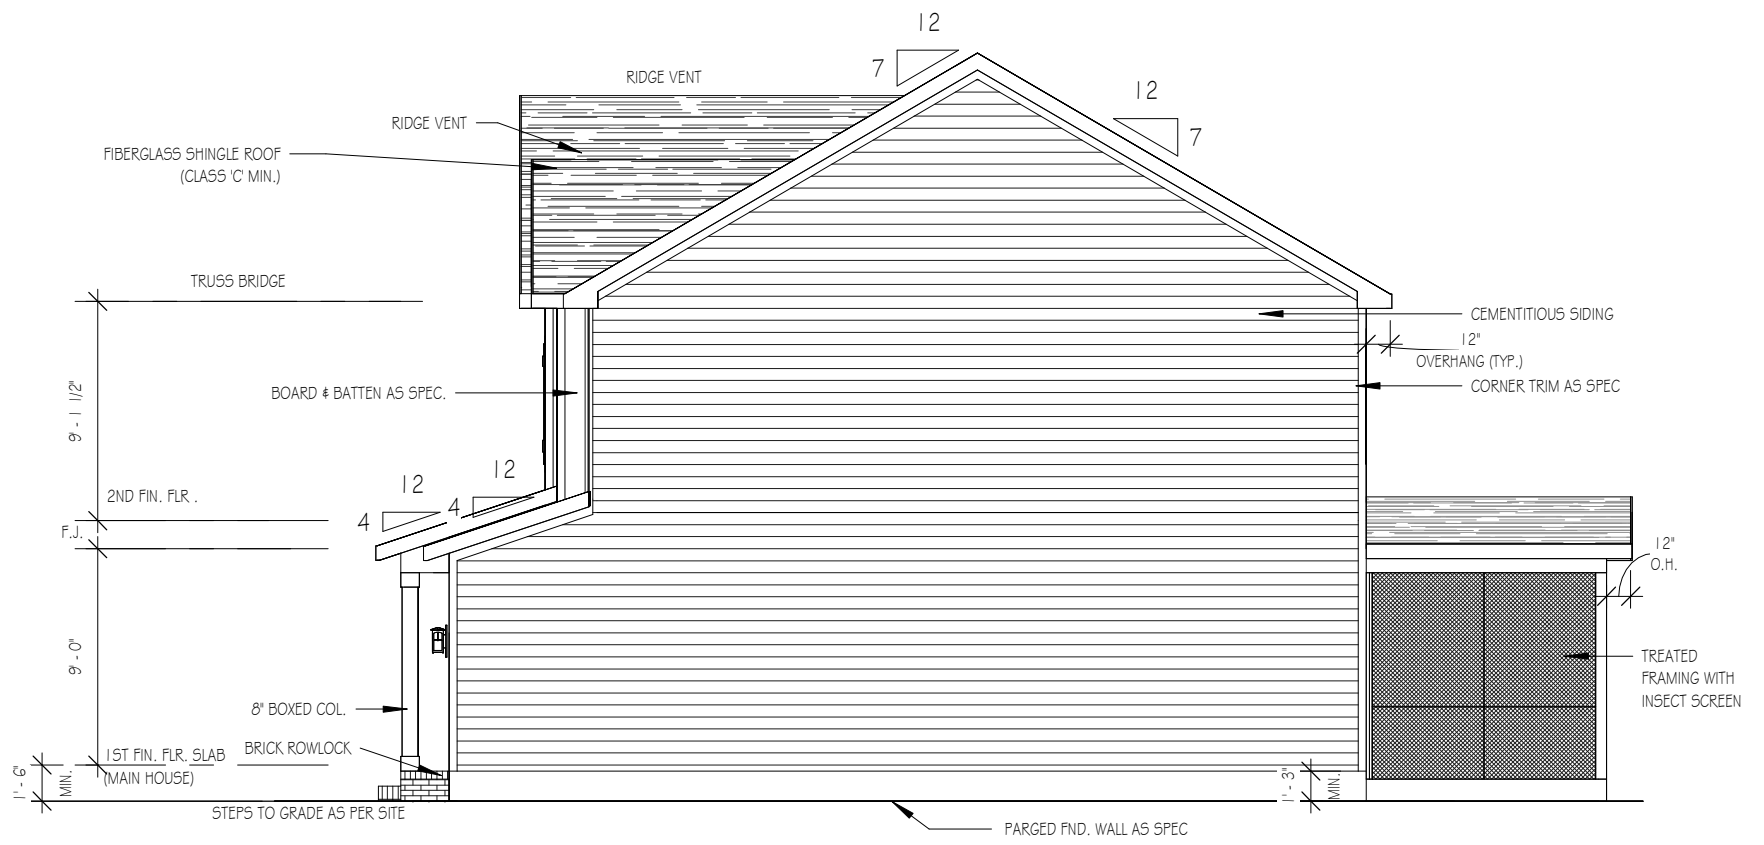 12
7
RIDGE VENT
12
7
RIDGE VENT
FIBERGLASS SHINGLE ROOF
(CLASS 'C' MIN.)
TRUSS BRIDGE
CEMENTITIOUS SIDING
12"
OVERHANG (TYP.)
CORNER TRIM AS SPEC
BOARD & BATTEN AS SPEC.
9' - 1 1/2"
12
4
12
4
2ND FIN. FLR .
F.J.
12"
O.H.
9' - 0"
TREATED
FRAMING WITH
INSECT SCREEN
8" BOXED COL.
BRICK ROWLOCK
1ST FIN. FLR. SLAB
(MAIN HOUSE)
1' - 6"
MIN.
1' - 3"
MIN.
STEPS TO GRADE AS PER SITE
PARGED FND. WALL AS SPEC